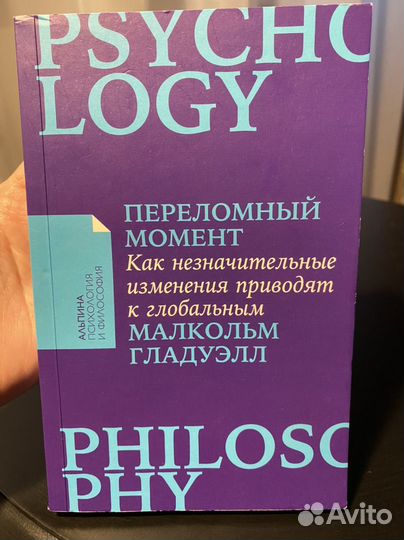 PSYCHO
LOGY
ПЕРЕЛОМНЫЙ
МОМЕНТ
Как незначительные
изменения приводят
к глобальным
МАЛКОЛЬМ
ГЛАДУЭЛЛ
АЛЬПИНА
ПСИХОЛОГИЯ
И ФИЛОСОФИЯ
PHILOSO
PHY
Avito